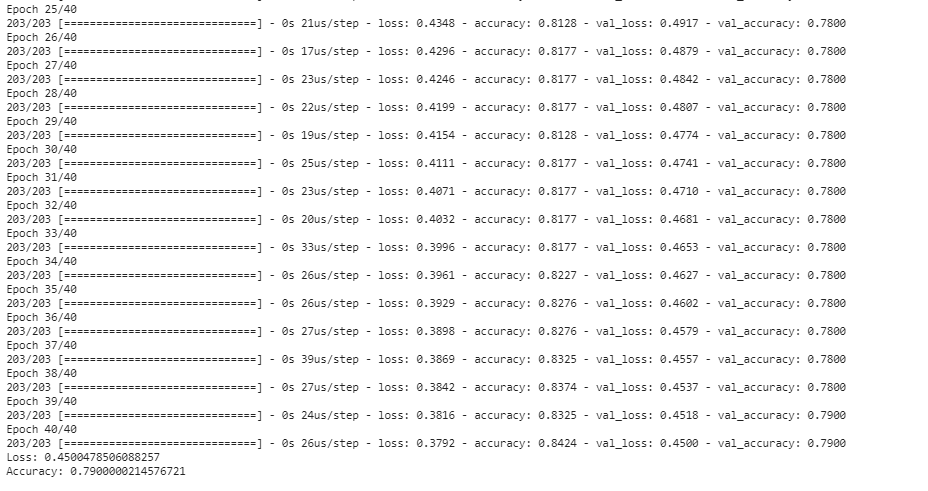 Epoch 25/40
203/203 [==============================] - 0s 21us/step - loss: 0.4348 - accuracy: 0.8128 - val_loss: 0.4917 - val_accuracy: 0.7800
Epoch 26/40
203/203 [==============================] - 0s 17us/step - loss: 0.4296 - accuracy: 0.8177 - val_loss: 0.4879 - val_accuracy: 0.7800
Epoch 27/40
203/203 [==============================] - 0s 23us/step - loss: 0.4246 - accuracy: 0.8177 - val_loss: 0.4842 - val_accuracy: 0.7800
Epoch 28/40
203/203 [==============================] - 0s 22us/step - loss: 0.4199 - accuracy: 0.8177 - val_loss: 0.4807 - val_accuracy: 0.7800
Epoch 29/40
203/203 [==============================] - 0s 19us/step - loss: 0.4154 - accuracy: 0.8128 - val_loss: 0.4774 - val_accuracy: 0.7800
Epoch 30/40
203/203 [==============================] - 0s 25us/step - loss: 0.4111 - accuracy: 0.8177 - val_loss: 0.4741 - val_accuracy: 0.7800
Epoch 31/40
203/203 [==============================] - 0s 23us/step - loss: 0.4071 - accuracy: 0.8177 - val_loss: 0.4710 - val_accuracy: 0.7800
Epoch 32/40
203/203 [==============================] - 0s 20us/step - loss: 0.4032 - accuracy: 0.8177 - val_loss: 0.4681 - val_accuracy: 0.7800
Epoch 33/40
203/203 [==============================] - 0s 33us/step - loss: 0.3996 - accuracy: 0.8177 - val_loss: 0.4653 - val_accuracy: 0.7800
Epoch 34/40
203/203 [==============================] - 0s 26us/step - loss: 0.3961 - accuracy: 0.8227 - val_loss: 0.4627 - val_accuracy: 0.7800
Epoch 35/40
203/203 [==============================] - 0s 26us/step - loss: 0.3929 - accuracy: 0.8276 - val_loss: 0.4602 - val_accuracy: 0.7800
Epoch 36/40
203/203 [==============================] - 0s 27us/step - loss: 0.3898 - accuracy: 0.8276 - val_loss: 0.4579 - val_accuracy: 0.7800
Epoch 37/40
203/203 [==============================] - 0s 39us/step - loss: 0.3869 - accuracy: 0.8325 - val_loss: 0.4557 - val_accuracy: 0.7800
Epoch 38/40
203/203 [==============================] - 0s 27us/step - loss: 0.3842 - accuracy: 0.8374 - val_loss: 0.4537 - val_accuracy: 0.7800
Epoch 39/40
203/203 [==============================] - 0s 24us/step - loss: 0.3816 - accuracy: 0.8325 - val_loss: 0.4518 - val_accuracy: 0.7900
Epoch 40/40
203/203 [==============================] - 0s 26us/step - loss: 0.3792 - accuracy: 0.8424 - val_loss: 0.4500 - val_accuracy: 0.7900
Loss: 0.4500478506088257
Accuracy: 0.7900000214576721